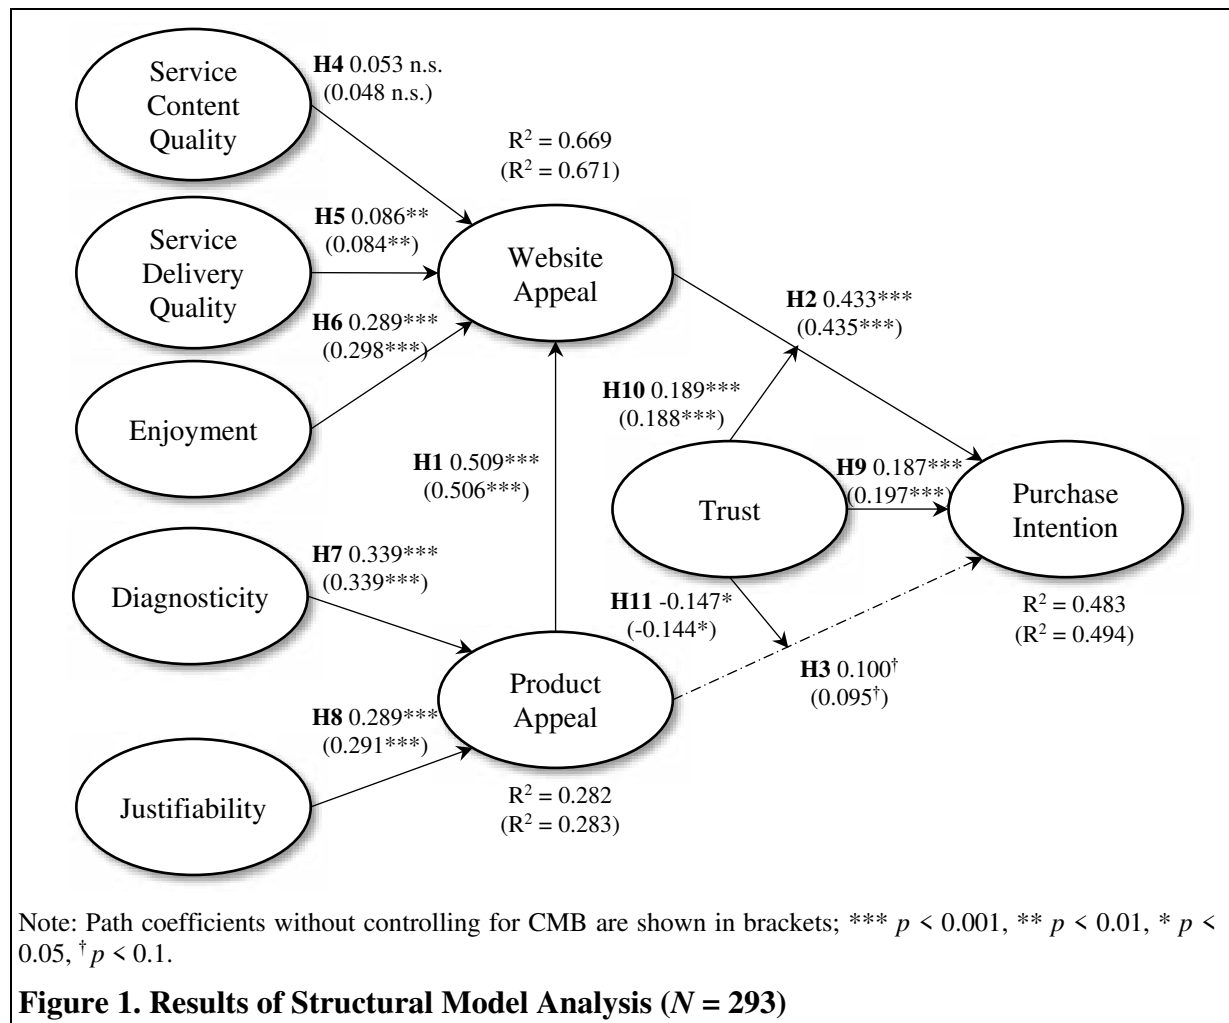 Service
Content
Quality
H4 0.053 n.s.
(0.048 n.s.)
R² = 0.669
(R² = 0.671)
Service
Delivery
Quality
H5 0.086**
(0.084**)
Website
Appeal
H2 0.433***
(0.435***)
H6 0.289***
(0.298***)
Enjoyment
H10 0.189***
(0.188***)
H1 0.509***
(0.506***)
Trust
H9 0.187***
(0.197***)
Purchase
Intention
R² = 0.483
(R² = 0.494)
H7 0.339***
(0.339***)
Diagnosticity
H11 -0.147*
(-0.144*)
H3 0.100†
(0.095†)
Product
Appeal
H8 0.289***
(0.291***)
Justifiability
R² = 0.282
(R² = 0.283)
Note: Path coefficients without controlling for CMB are shown in brackets; *** p < 0.001, ** p < 0.01, * p <
0.05, † p < 0.1.
Figure 1. Results of Structural Model Analysis (N = 293)